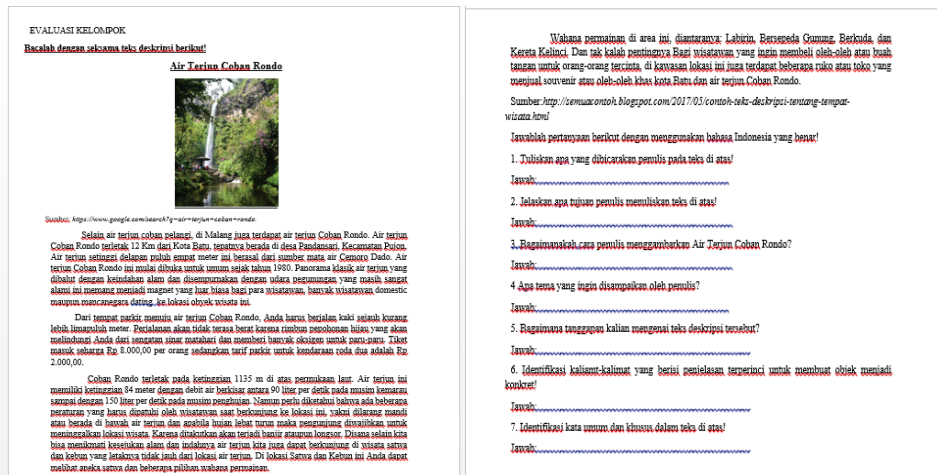 EVALUASI KELOMPOK
Bacalah dengan seksama teks deskripsi berikut!
Air Terjun Coban Rondo
Sumber: https://www.google.com/search?q=air+terjun+coban+rondo.
Selain air terjun coban pelangi, di Malang juga terdapat air terjun Coban Rondo. Air terjun
Coban Rondo terletak 12 Km dari Kota Batu, tepatnya berada di desa Pandansari, Kecamatan Pujon.
Air terjun setinggi delapan puluh empat meter ini berasal dari sumber mata air Cemoro Dado. Air
terjun Coban Rondo ini mulai dibuka untuk umum sejak tahun 1980. Panorama klasik air terjun yang
dibalut dengan keindahan alam dan disempurnakan dengan udara pegunungan yang masih sangat
alami ini memang menjadi magnet yang luar biasa bagi para wisatawan, banyak wisatawan domestic
maupun mancanegara dating ke lokasi obyek wisata ini.
Dari tempat parkir menuju air terjun Coban Rondo, Anda harus berjalan kaki sejauh kurang
lebih limapuluh meter. Perjalanan akan tidak terasa berat karena rimbun pepohonan hijau yang akan
melindungi Anda dari sengatan sinar matahari dan memberi banyak oksigen untuk paru-paru. Tiket
masuk seharga Rp 8.000,00 per orang sedangkan tarif parkir untuk kendaraan roda dua adalah Rp
2.000,00.
Coban Rondo terletak pada ketinggian 1135 m di atas permukaan laut. Air terjun ini
memiliki ketinggian 84 meter dengan debit air berkisar antara 90 liter per detik pada musim kemarau
sampai dengan 150 liter per detik pada musim penghujan. Namun perlu diketahui bahwa ada beberapa
peraturan yang harus dipatuhi oleh wisatawan saat berkunjung ke lokasi ini, yakni dilarang mandi
atau berada di bawah air terjun dan apabila hujan lebat turun maka pengunjung diwajibkan untuk
meninggalkan lokasi wisata. Karena ditakutkan akan terjadi banjir ataupun longsor. Disana selain kita
bisa menikmati kesejukan alam dan indahnya air terjun kita juga dapat berkunjung di wisata satwa
dan kebun yang letaknya tidak jauh dari lokasi air terjun. Di lokasi Satwa dan Kebun ini Anda dapat
melihat aneka satwa dan beberapa pilihan wahana permainan.
Wahana permainan di area ini, diantaranya: Labirin, Bersepeda Gunung, Berkuda, dan
Kereta Kelinci. Dan tak kalah pentingnya Bagi wisatawan yang ingin membeli oleh-oleh atau buah
tangan untuk orang-orang tercinta, di kawasan lokasi ini juga terdapat beberapa ruko atau toko yang
menjual souvenir atau oleh-oleh khas kota Batu dan air terjun Coban Rondo.
Sumber:http://semuacontoh.blogspot.com/2017/05/contoh-teks-deskripsi-tentang-tempat-
wisata.html
Jawablah pertanyaan berikut dengan menggunakan bahasa Indonesia yang benar!
1. Tuliskan apa yang dibicarakan penulis pada teks di atas!
Jawab:
2. Jelaskan apa tujuan penulis menuliskan teks di atas!
Jawab:
3. Bagaimanakah cara penulis menggambarkan Air Terjun Coban Rondo?
Jawab:
4 Apa tema yang ingin disampaikan oleh penulis?
Jawab:
5. Bagaimana tanggapan kalian mengenai teks deskripsi tersebut?
Jawab:
6. Identifikasi kaliamt-kalimat yang berisi penjelasan terperinci untuk membuat objek menjadi
konkret!
Jawab:
7. Identifikasi kata umum dan khusus dalam teks di atas!
Jawab: